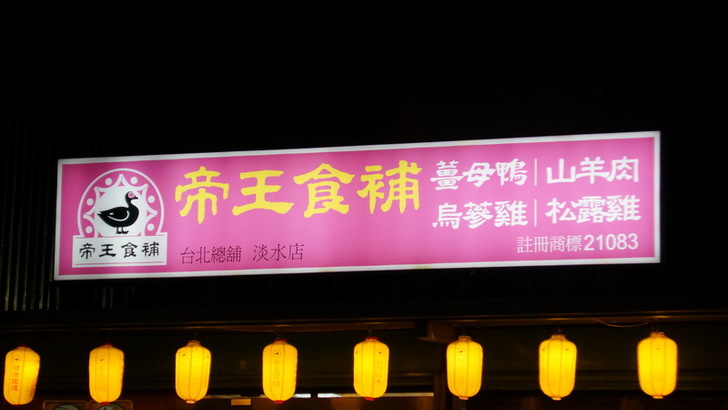 帝王食補
帝王食補
台北總舖 淡水店
薑母鴨 山羊肉
烏蔘雞 松露雞
註冊商標21083